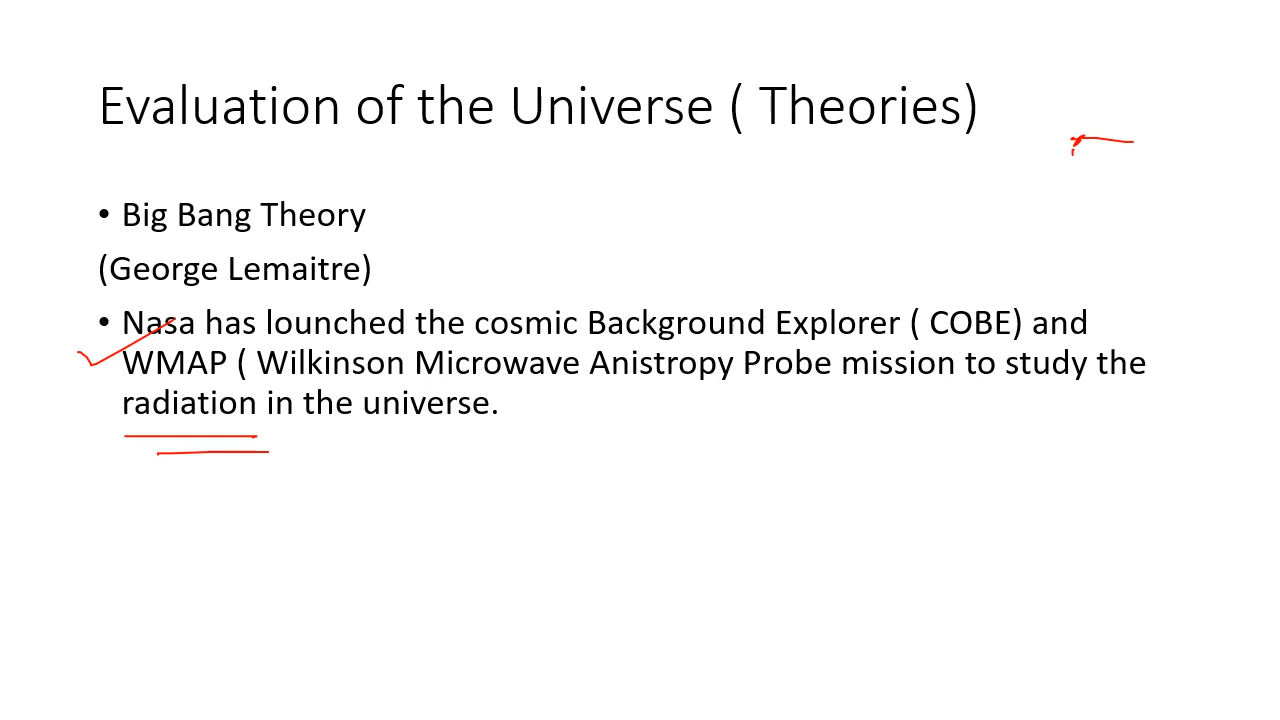 Evaluation of the Universe ( Theories)
• Big Bang Theory
(George Lemaitre)
• Nasa has lounched the cosmic Background Explorer ( COBE) and
WMAP ( Wilkinson Microwave Anistropy Probe mission to study the
radiation in the universe.